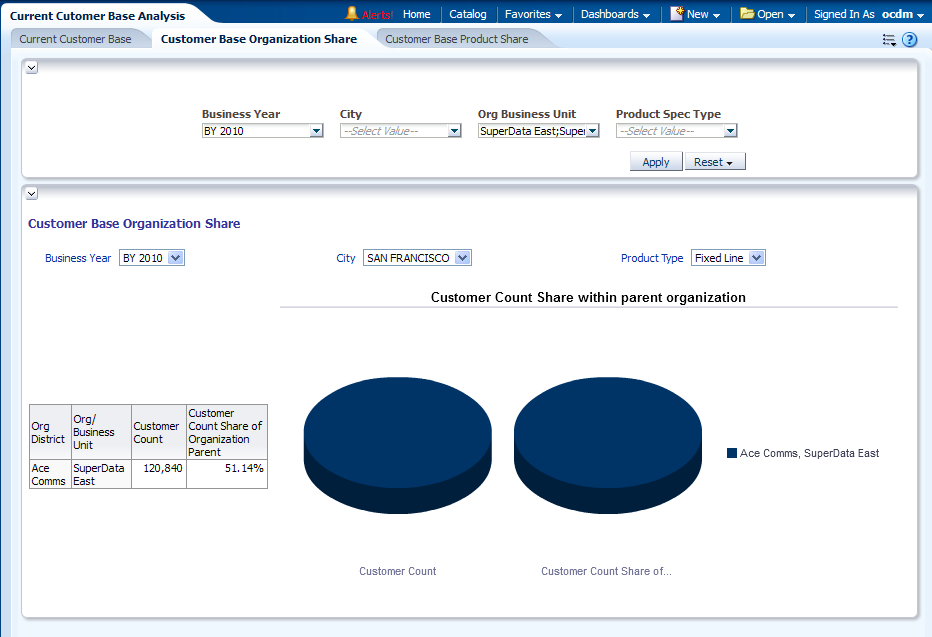 Current Cutomer Base Analysis
Alerts! Home Catalog Favorites Dashboards New Open Signed In As ocdm
Current Customer Base Customer Base Organization Share Customer Base Product Share
Business Year City Org Business Unit Product Spec Type
BY 2010 --Select Value-- SuperData East;Super --Select Value--
Apply Reset
Customer Base Organization Share
Business Year BY 2010 City SAN FRANCISCO Product Type Fixed Line
Customer Count Share within parent organization
Org District Org/ Business Unit Customer Count Customer Count Share of Organization Parent
Ace Comms SuperData East 120,840 51.14%
Ace Comms, SuperData East
Customer Count Customer Count Share of...